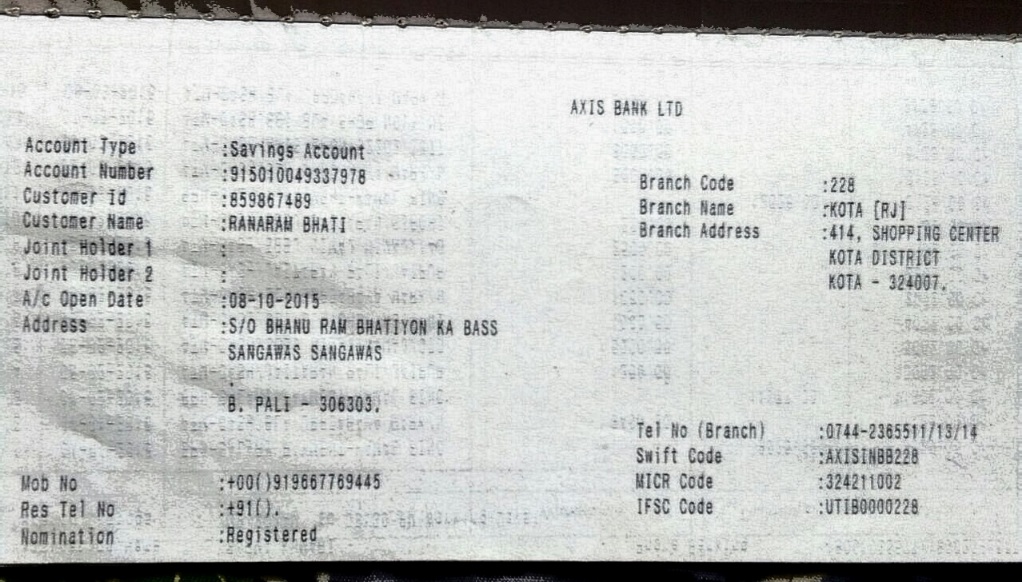 AXIS BANK LTD
Account Type :Savings Account
Account Number :915010049337978
Customer Id :859867489
Customer Name :RANARAM BHATI
Joint Holder 1 :
Joint Holder 2 :
A/c Open Date :08-10-2015
Address :S/O BHANU RAM BHATIYON KA BASS
SANGAWAS SANGAWAS
.
B. PALI - 306303.
Mob No :+00()919667769445
Res Tel No :+91().
Nomination :Registered
Branch Code :228
Branch Name :KOTA [RJ]
Branch Address :414, SHOPPING CENTER
KOTA DISTRICT
KOTA - 324007.
Tel No (Branch) :0744-2365511/13/14
Swift Code :AXISINBB228
MICR Code :324211002
IFSC Code :UTIB0000228